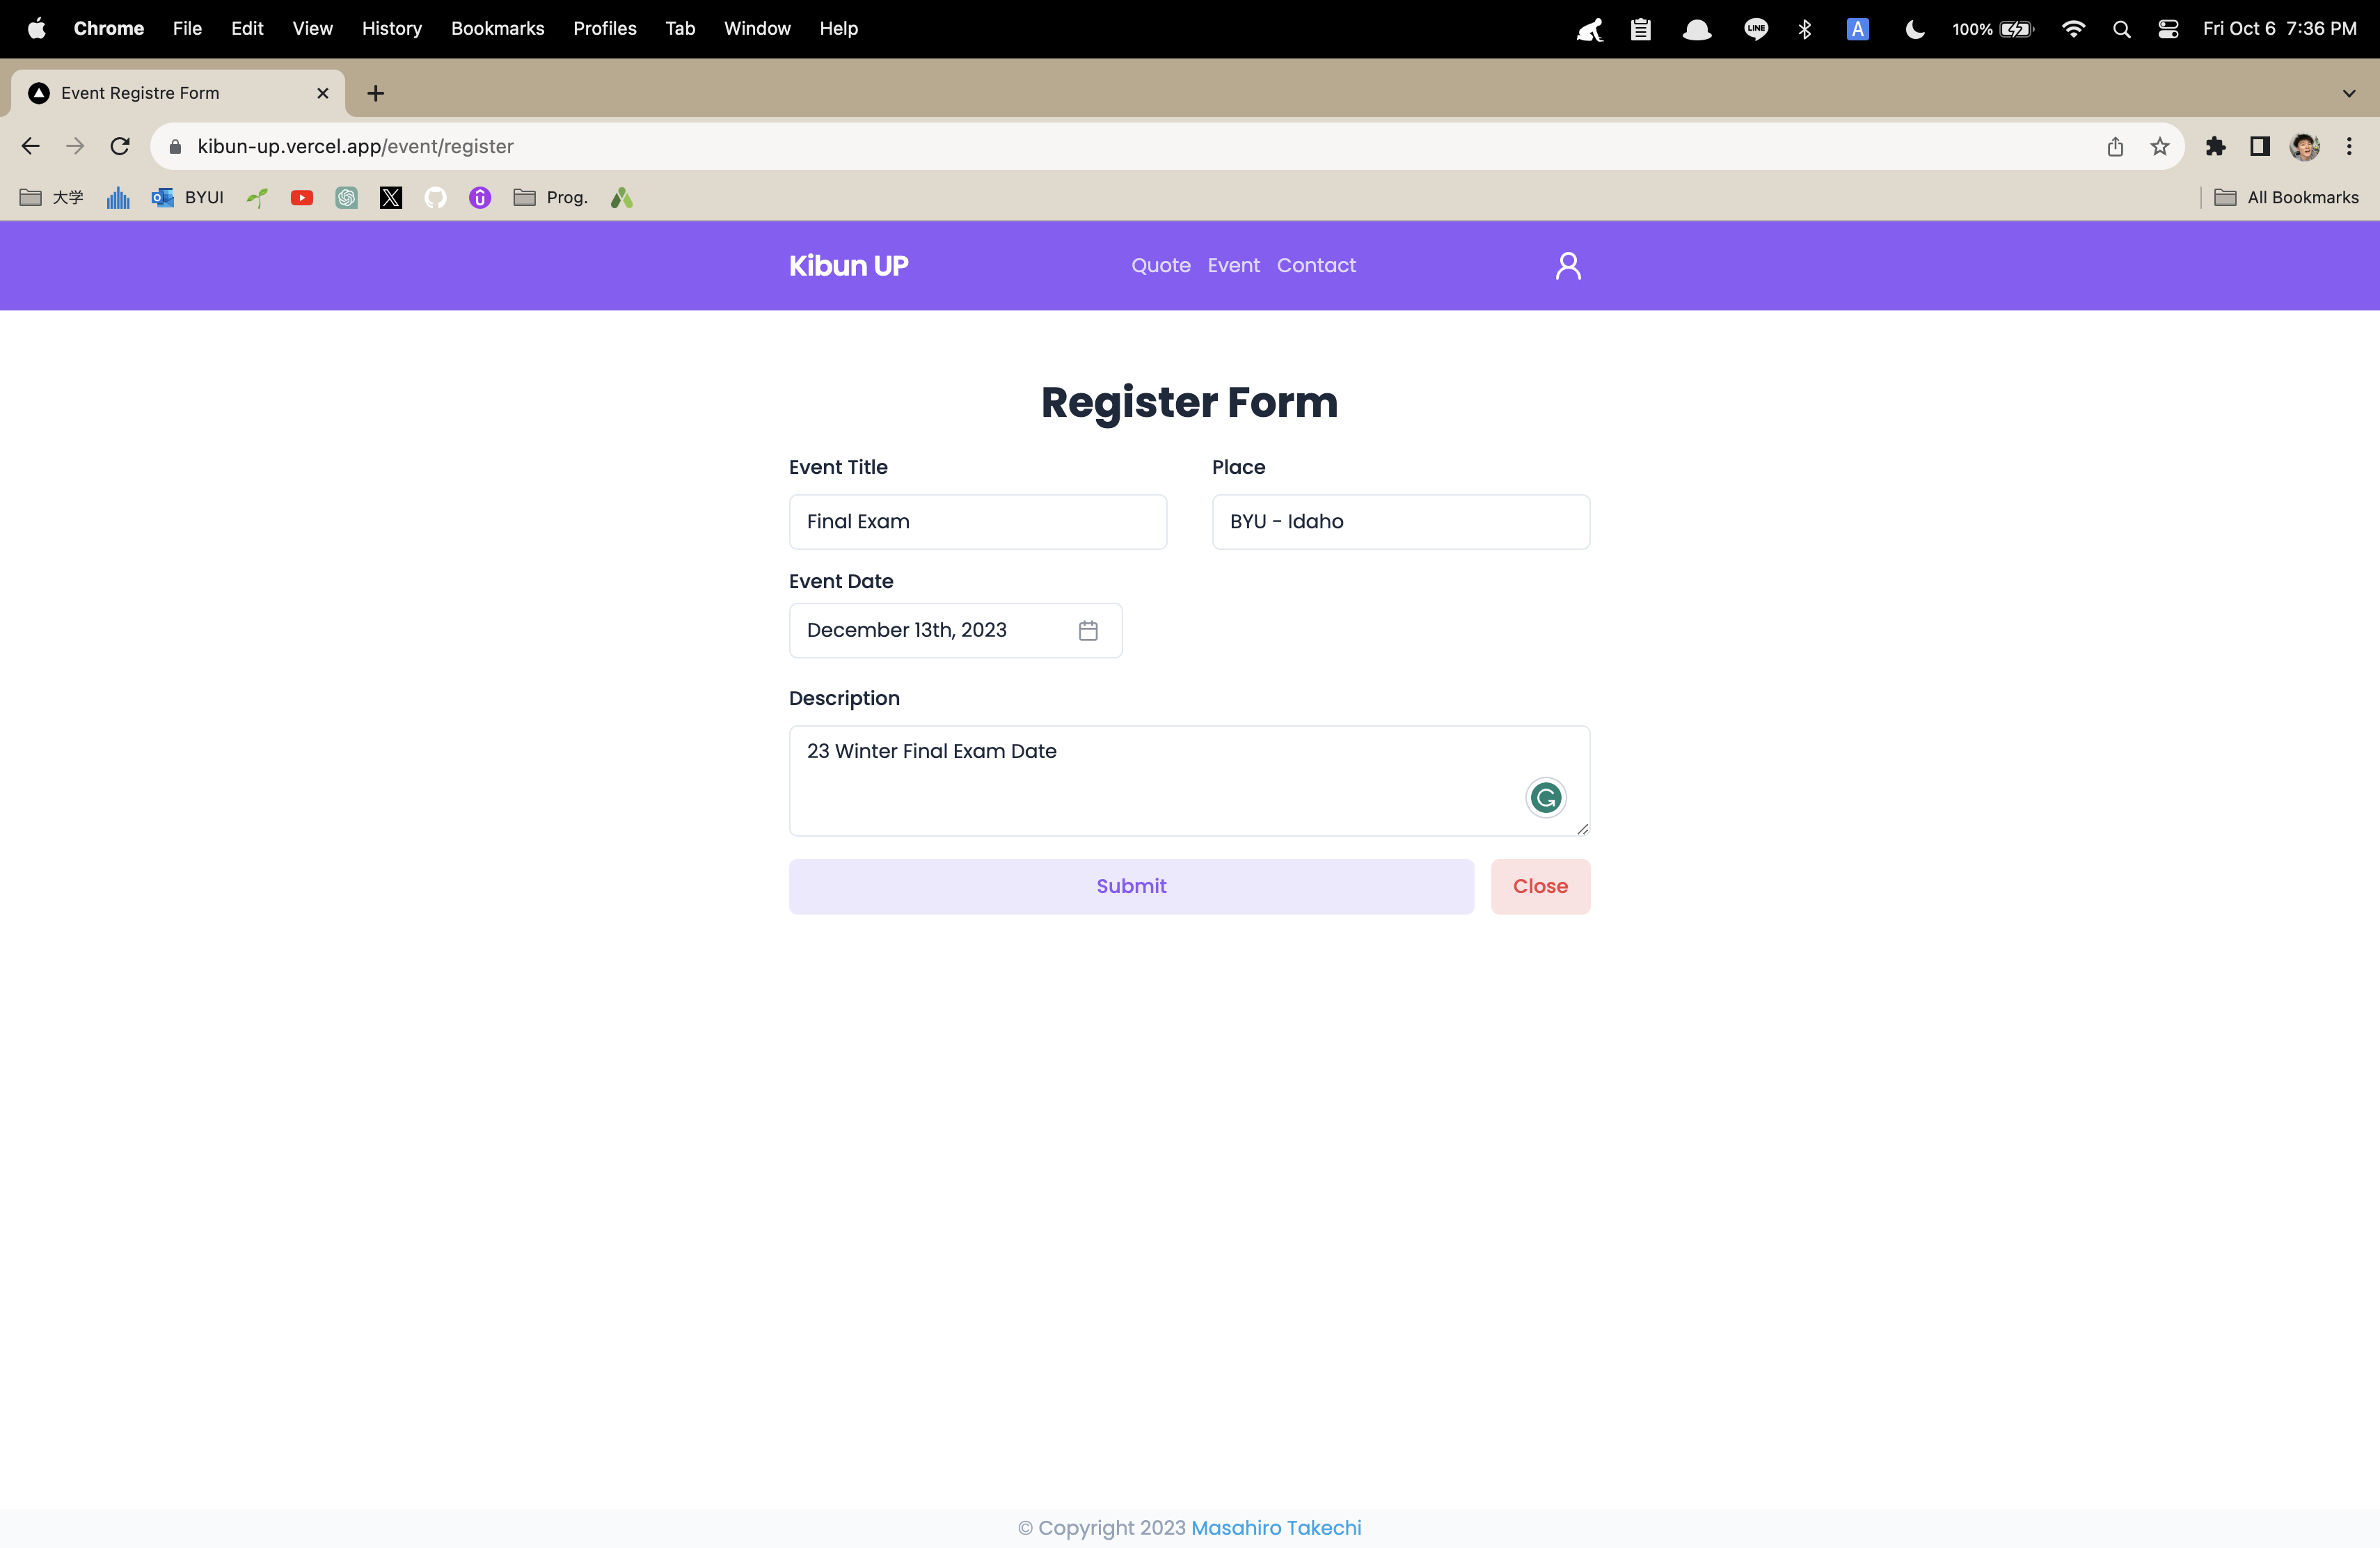 Chrome File Edit View History Bookmarks Profiles Tab Window Help LINE A 100% Fri Oct 6 7:36 PM
Event Registre Form
kibun-up.vercel.app/event/register
大学 BYUI Prog. All Bookmarks
Kibun UP Quote Event Contact
Register Form
Event Title Place
Final Exam BYU - Idaho
Event Date
December 13th, 2023
Description
23 Winter Final Exam Date
Submit Close
© Copyright 2023 Masahiro Takechi